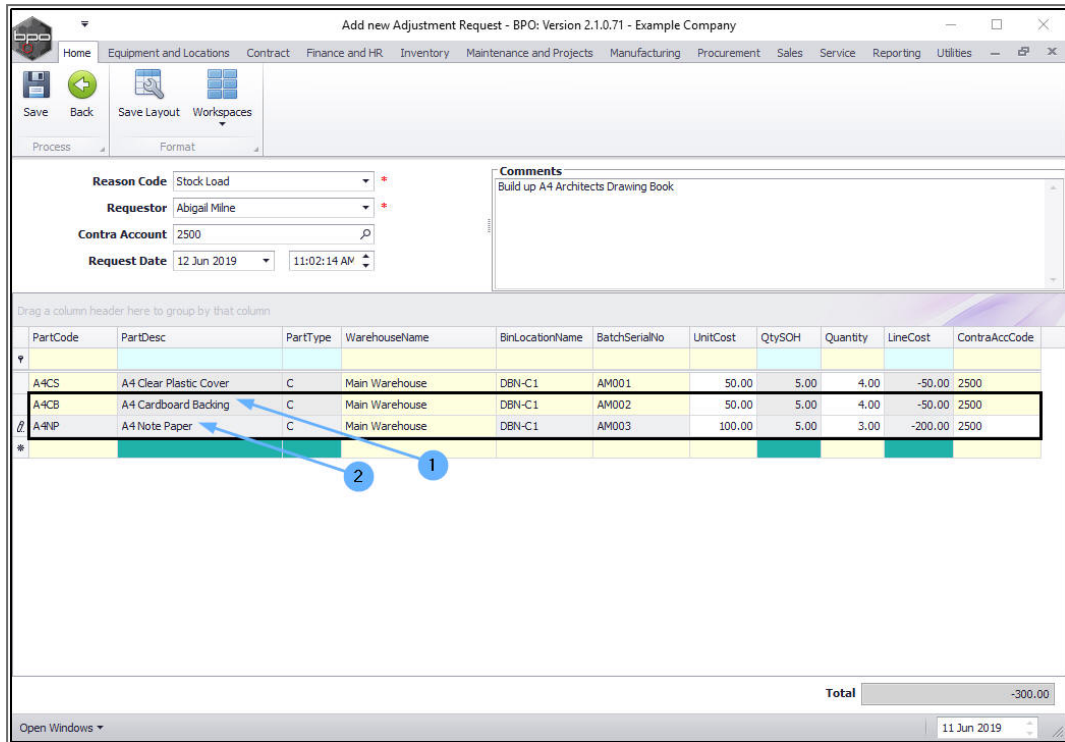 bpo
Add new Adjustment Request - BPO: Version 2.1.0.71 - Example Company
Home Equipment and Locations Contract Finance and HR Inventory Maintenance and Projects Manufacturing Procurement Sales Service Reporting Utilities
Save Back Save Layout Workspaces
Process Format
Reason Code Stock Load *
Requestor Abigail Milne *
Contra Account 2500
Request Date 12 Jun 2019 11:02:14 AM
Comments
Build up A4 Architects Drawing Book
Drag a column header here to group by that column
PartCode PartDesc PartType WarehouseName BinLocationName BatchSerialNo UnitCost QtySOH Quantity LineCost ContraAccCode
A4CS A4 Clear Plastic Cover C Main Warehouse DBN-C1 AM001 50.00 5.00 4.00 -50.00 2500
A4CB A4 Cardboard Backing C Main Warehouse DBN-C1 AM002 50.00 5.00 4.00 -50.00 2500
A4NP A4 Note Paper C Main Warehouse DBN-C1 AM003 100.00 5.00 3.00 -200.00 2500
1
2
Total -300.00
Open Windows 11 Jun 2019